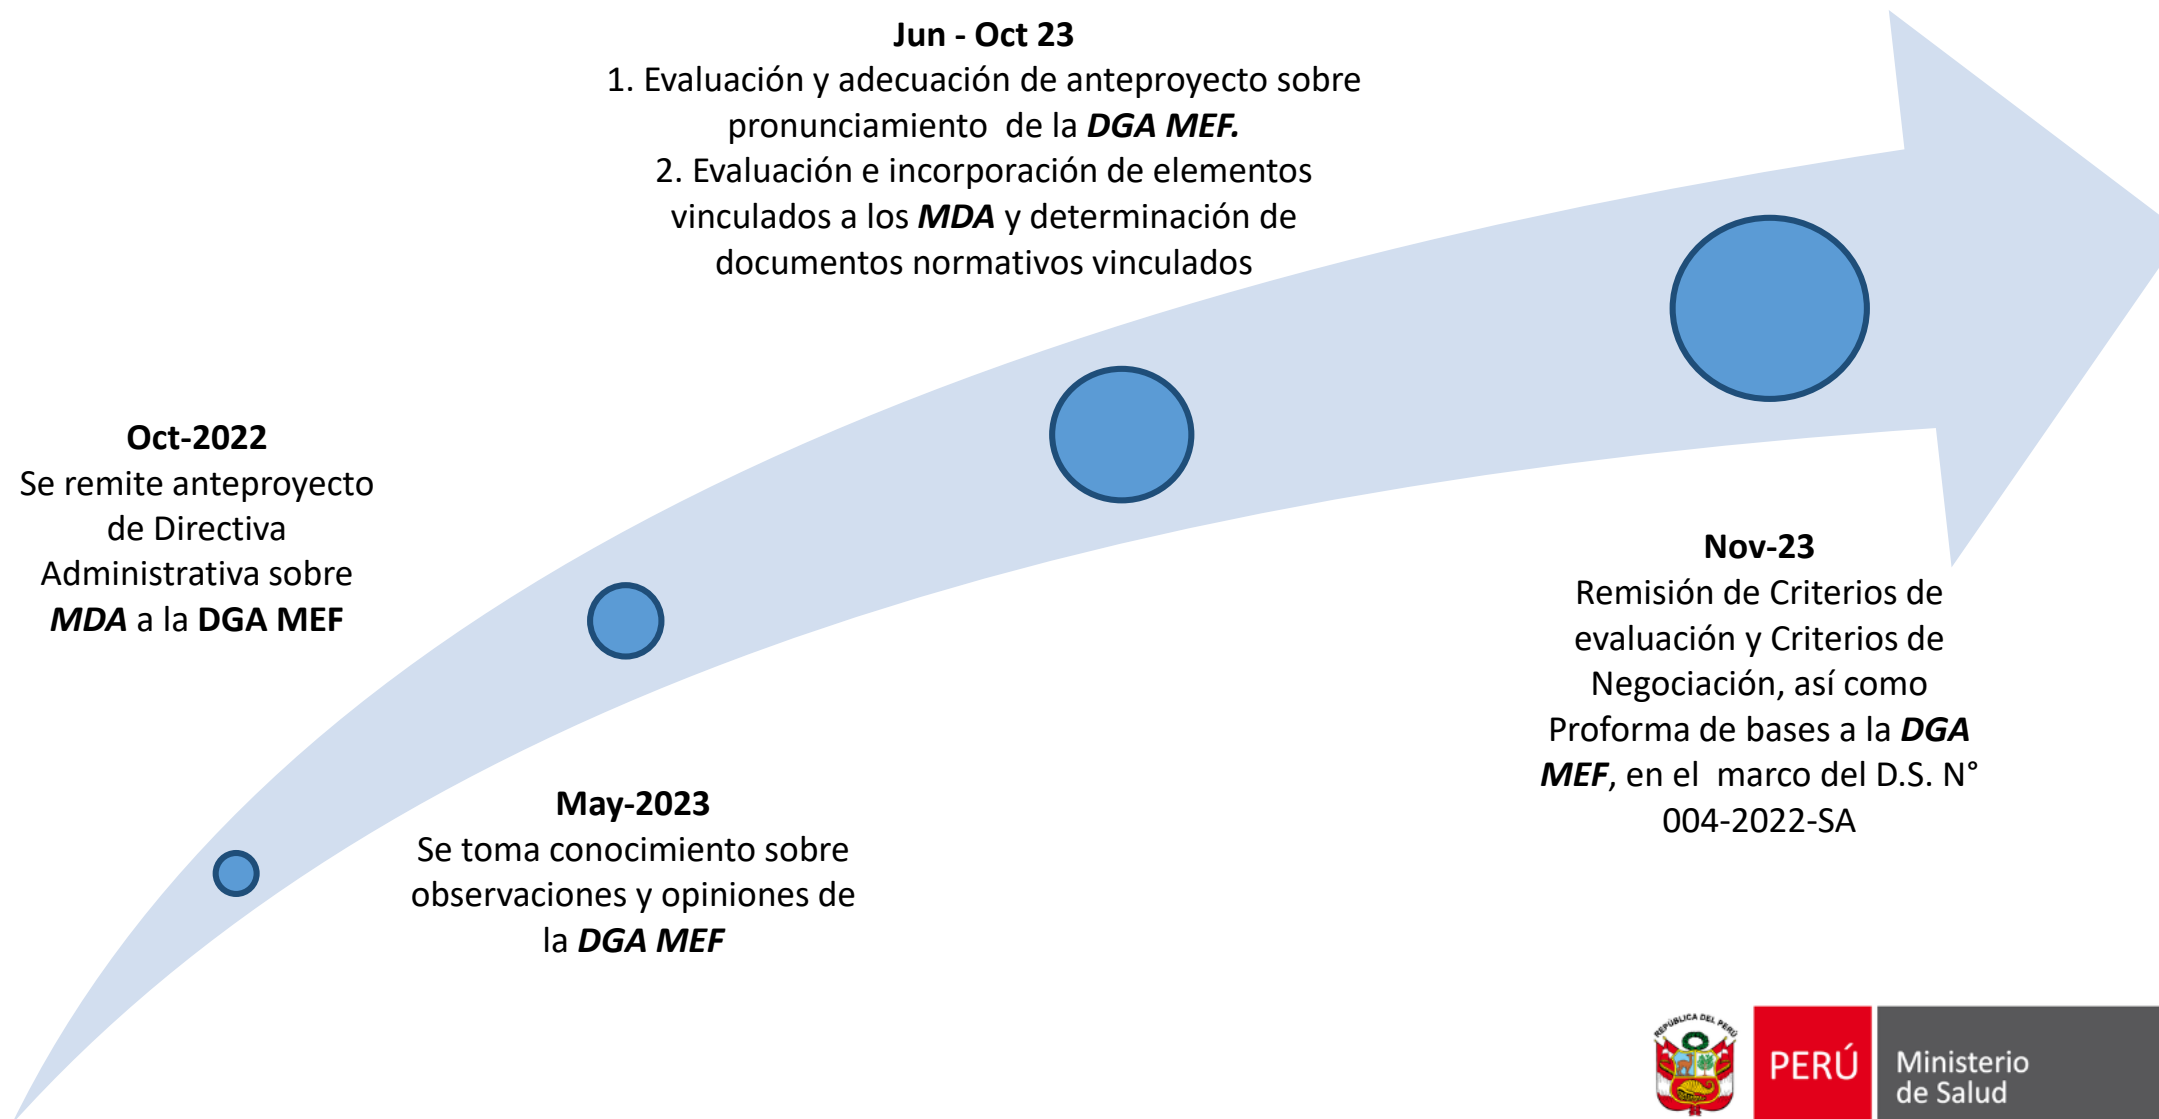 Jun - Oct 23
1. Evaluación y adecuación de anteproyecto sobre
pronunciamiento de la DGA MEF.
2. Evaluación e incorporación de elementos
vinculados a los MDA y determinación de
documentos normativos vinculados
Oct-2022
Se remite anteproyecto
de Directiva
Administrativa sobre
MDA a la DGA MEF
May-2023
Se toma conocimiento sobre
observaciones y opiniones de
la DGA MEF
Nov-23
Remisión de Criterios de
evaluación y Criterios de
Negociación, así como
Proforma de bases a la DGA
MEF, en el marco del D.S. N°
004-2022-SA
REPÚBLICA DEL PERÚ
PERÚ
Ministerio
de Salud